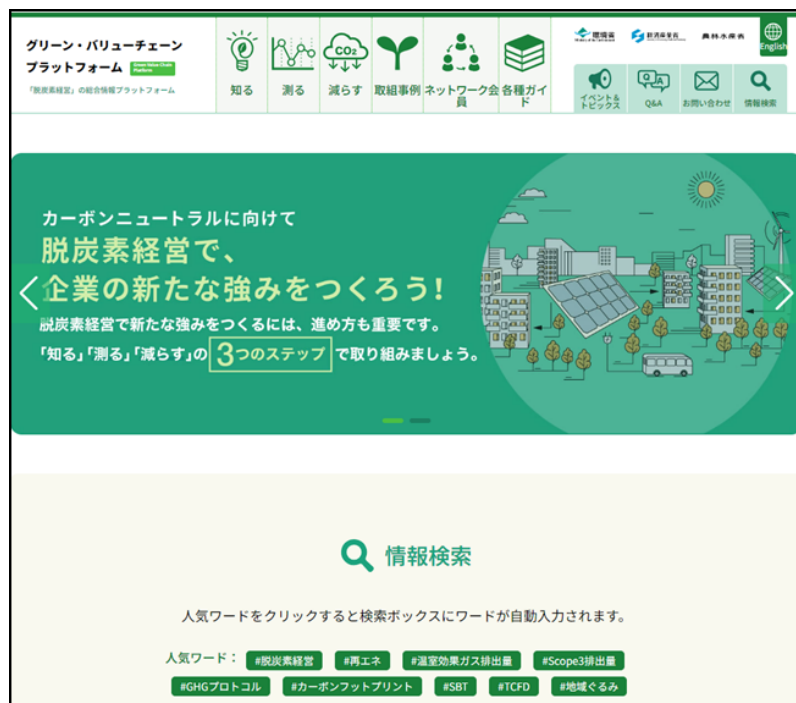 グリーン・バリューチェーン
プラットフォーム Green Value Chain Platform
「脱炭素経営」の総合情報プラットフォーム
知る
測る
CO2
減らす
取組事例
ネットワーク会員
各種ガイド
環境省
経済産業省
農林水産省
English
イベント&
トピックス
Q A
Q&A
お問い合わせ
情報検索
カーボンニュートラルに向けて
脱炭素経営で、
企業の新たな強みをつくろう!
脱炭素経営で新たな強みをつくるには、進め方も重要です。
「知る」「測る」「減らす」の 3つのステップ で取り組みましょう。
情報検索
人気ワードをクリックすると検索ボックスにワードが自動入力されます。
人気ワード： #脱炭素経営 #再エネ #温室効果ガス排出量 #Scope3排出量
#GHGプロトコル #カーボンフットプリント #SBT #TCFD #地域ぐるみ